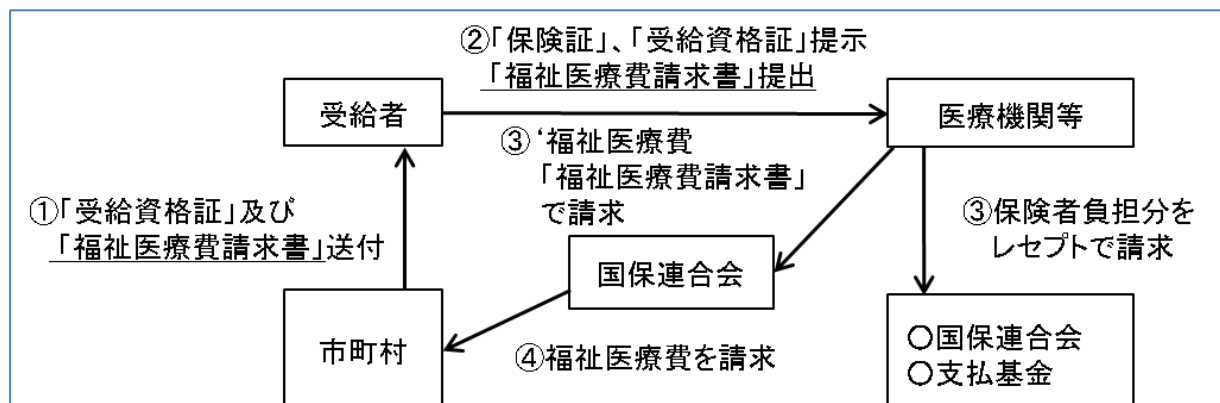 ②「保険証」、「受給資格証」提示
「福祉医療費請求書」提出
受給者
医療機関等
③‘福祉医療費
「福祉医療費請求書」
で請求
①「受給資格証」及び
「福祉医療費請求書」送付
③保険者負担分を
レセプトで請求
国保連合会
市町村
④福祉医療費を請求
○国保連合会
○支払基金